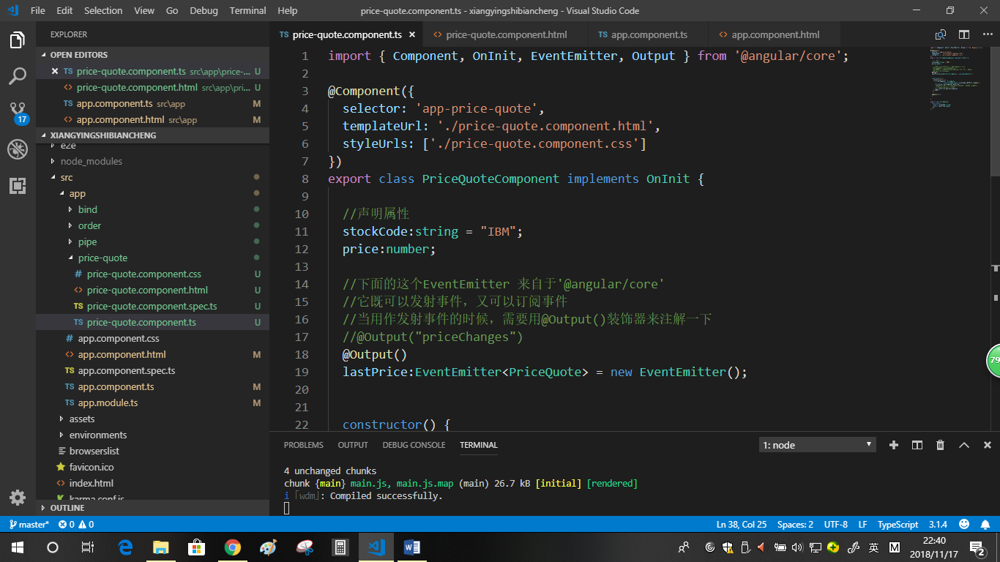 File Edit Selection View Go Debug Terminal Help price-quote.component.ts - xiangyingshibiancheng - Visual Studio Code
EXPLORER
OPEN EDITORS
TS price-quote.component.ts src\app\price-... U
<> price-quote.component.html src\app\pri... U
TS app.component.ts src\app M
<> app.component.html src\app M
XIANGYINGSHIBIANCHENG
e2e
node_modules
src
app
bind
order
pipe
price-quote
# price-quote.component.css U
<> price-quote.component.html U
TS price-quote.component.spec.ts U
TS price-quote.component.ts U
# app.component.css
<> app.component.html M
TS app.component.spec.ts
TS app.component.ts M
TS app.module.ts M
assets
environments
browserslist
favicon.ico
<> index.html
karma.conf.js
OUTLINE
17
TS price-quote.component.ts × <> price-quote.component.html TS app.component.ts <> app.component.html
1 import { Component, OnInit, EventEmitter, Output } from '@angular/core';
2
3 @Component({
4 selector: 'app-price-quote',
5 templateUrl: './price-quote.component.html',
6 styleUrls: ['./price-quote.component.css']
7 })
8 export class PriceQuoteComponent implements OnInit {
9
10 //声明属性
11 stockCode:string = "IBM";
12 price:number;
13
14 //下面的这个EventEmitter 来自于'@angular/core'
15 //它既可以发射事件，又可以订阅事件
16 //当用作发射事件的时候，需要用@Output()装饰器来注解一下
17 //@Output("priceChanges")
18 @Output()
19 lastPrice:EventEmitter<PriceQuote> = new EventEmitter();
20
21
22 constructor() {
79
PROBLEMS OUTPUT DEBUG CONSOLE TERMINAL 1: node
4 unchanged chunks
chunk {main} main.js, main.js.map (main) 26.7 kB [initial] [rendered]
i ｢wdm｣: Compiled successfully.
master* 0 0 Ln 38, Col 25 Spaces: 2 UTF-8 LF TypeScript 3.1.4
英 M 22:40
2018/11/17 2